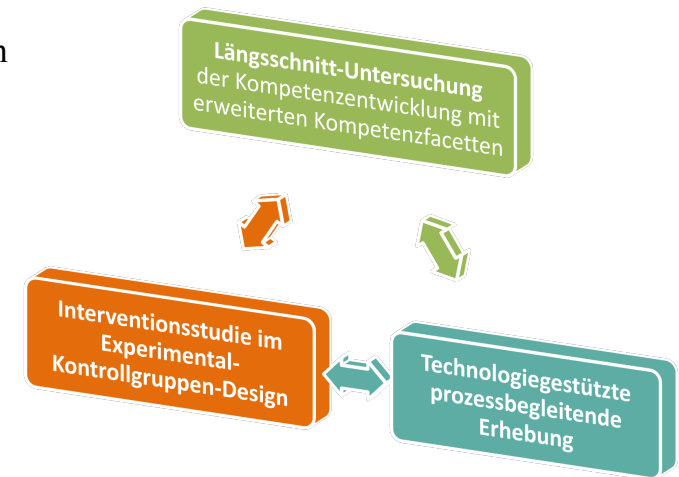 Längsschnitt-Untersuchung
der Kompetenzentwicklung mit
erweiterten Kompetenzfacetten
Interventionsstudie im
Experimental-
Kontrollgruppen-Design
Technologiegestützte
prozessbegleitende
Erhebung